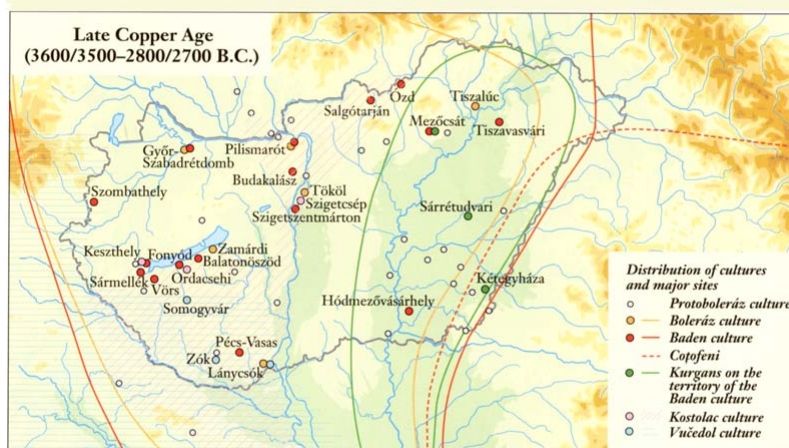 Late Copper Age
(3600/3500–2800/2700 B.C.)
Ózd
Salgótarján
Tiszalúc
Mezőcsát
Tiszavasvári
Győr-
Szabadrétdomb
Pilismarót
Budakalász
Szombathely
Tököl
Szigetcsép
Szigetszentmárton
Sárrétudvari
Keszthely
Fonyód
Zamárdi
Balatonöszöd
Ordacsehi
Sármellék
Vörs
Somogyvár
Hódmezővásárhely
Kétegyháza
Pécs-Vasas
Zók
Lánycsók
Distribution of cultures
and major sites
Protoboleráz culture
Boleráz culture
Baden culture
Coțofeni
Kurgans on the
territory of the
Baden culture
Kostolac culture
Vučedol culture